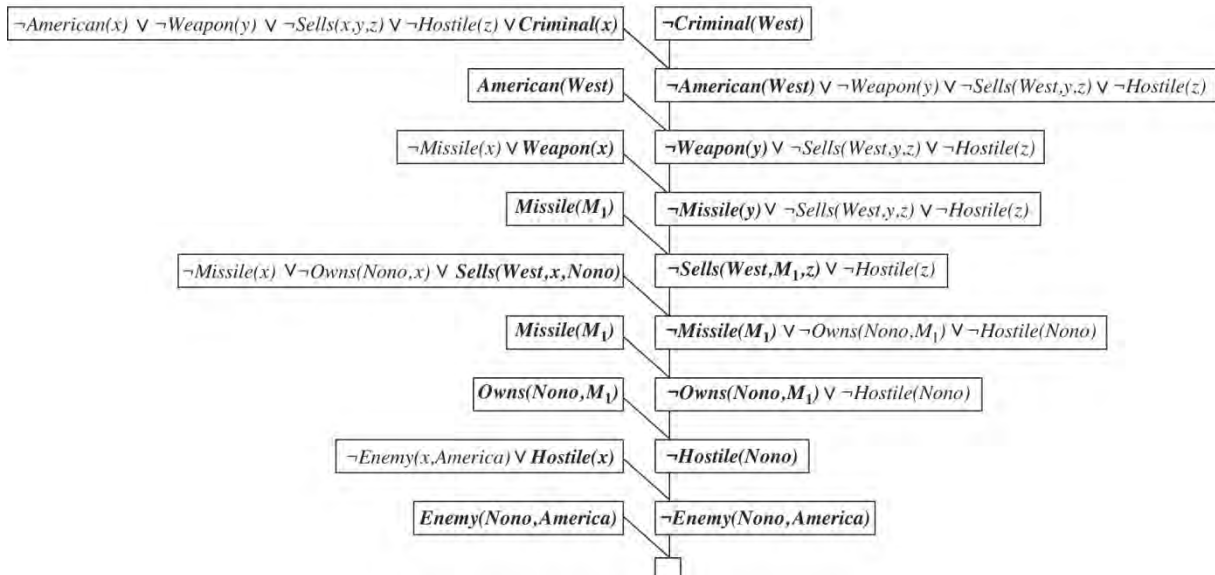 ¬American(x) ∨ ¬Weapon(y) ∨ ¬Sells(x,y,z) ∨ ¬Hostile(z) ∨ Criminal(x) ¬Criminal(West)
American(West) ¬American(West) ∨ ¬Weapon(y) ∨ ¬Sells(West,y,z) ∨ ¬Hostile(z)
¬Missile(x) ∨ Weapon(x) ¬Weapon(y) ∨ ¬Sells(West,y,z) ∨ ¬Hostile(z)
Missile(M₁) ¬Missile(y) ∨ ¬Sells(West,y,z) ∨ ¬Hostile(z)
¬Missile(x) ∨ ¬Owns(Nono,x) ∨ Sells(West,x,Nono) ¬Sells(West,M₁,z) ∨ ¬Hostile(z)
Missile(M₁) ¬Missile(M₁) ∨ ¬Owns(Nono,M₁) ∨ ¬Hostile(Nono)
Owns(Nono,M₁) ¬Owns(Nono,M₁) ∨ ¬Hostile(Nono)
¬Enemy(x,America) ∨ Hostile(x) ¬Hostile(Nono)
Enemy(Nono,America) ¬Enemy(Nono,America)